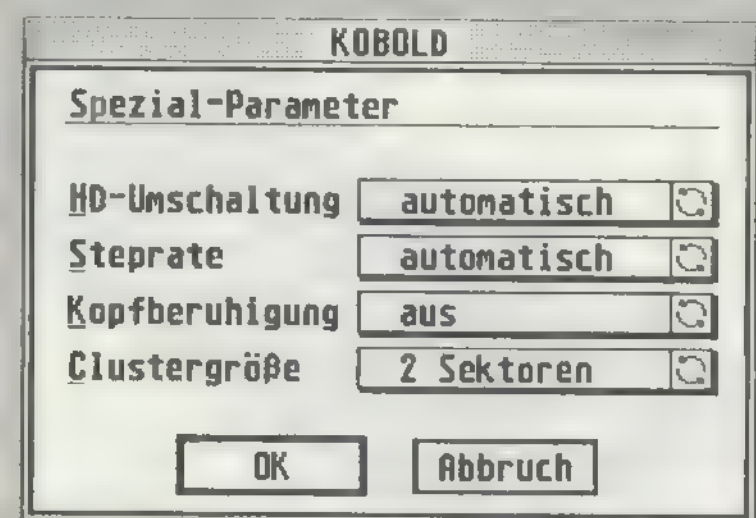 KOBOLD
Spezial-Parameter
HD-Umschaltung automatisch
Steprate automatisch
Kopfberuhigung aus
Clustergröße 2 Sektoren
OK Abbruch